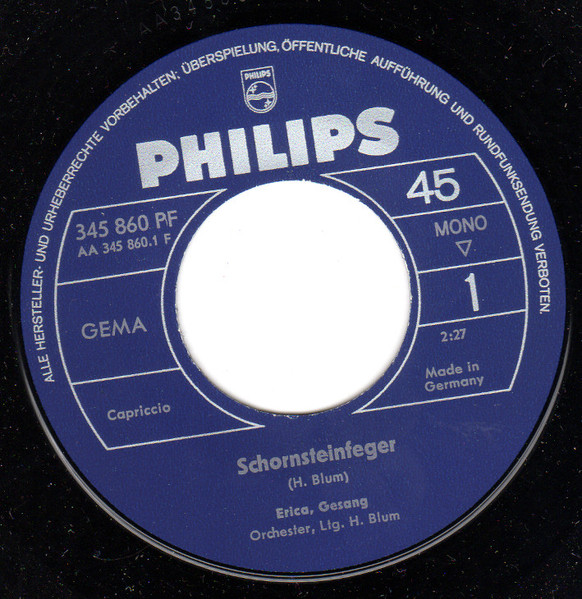 ALLE HERSTELLER- UND URHEBERRECHTE VORBEHALTEN; ÜBERSPIELUNG, ÖFFENTLICHE AUFFÜHRUNG UND RUNDFUNKSENDUNG VERBOTEN.
PHILIPS
PHILIPS
345 860 PF
AA 345 860.1 F
GEMA
Capriccio
45
MONO
1
2:27
Made in
Germany
Schornsteinfeger
(H. Blum)
Erica, Gesang
Orchester, Ltg. H. Blum